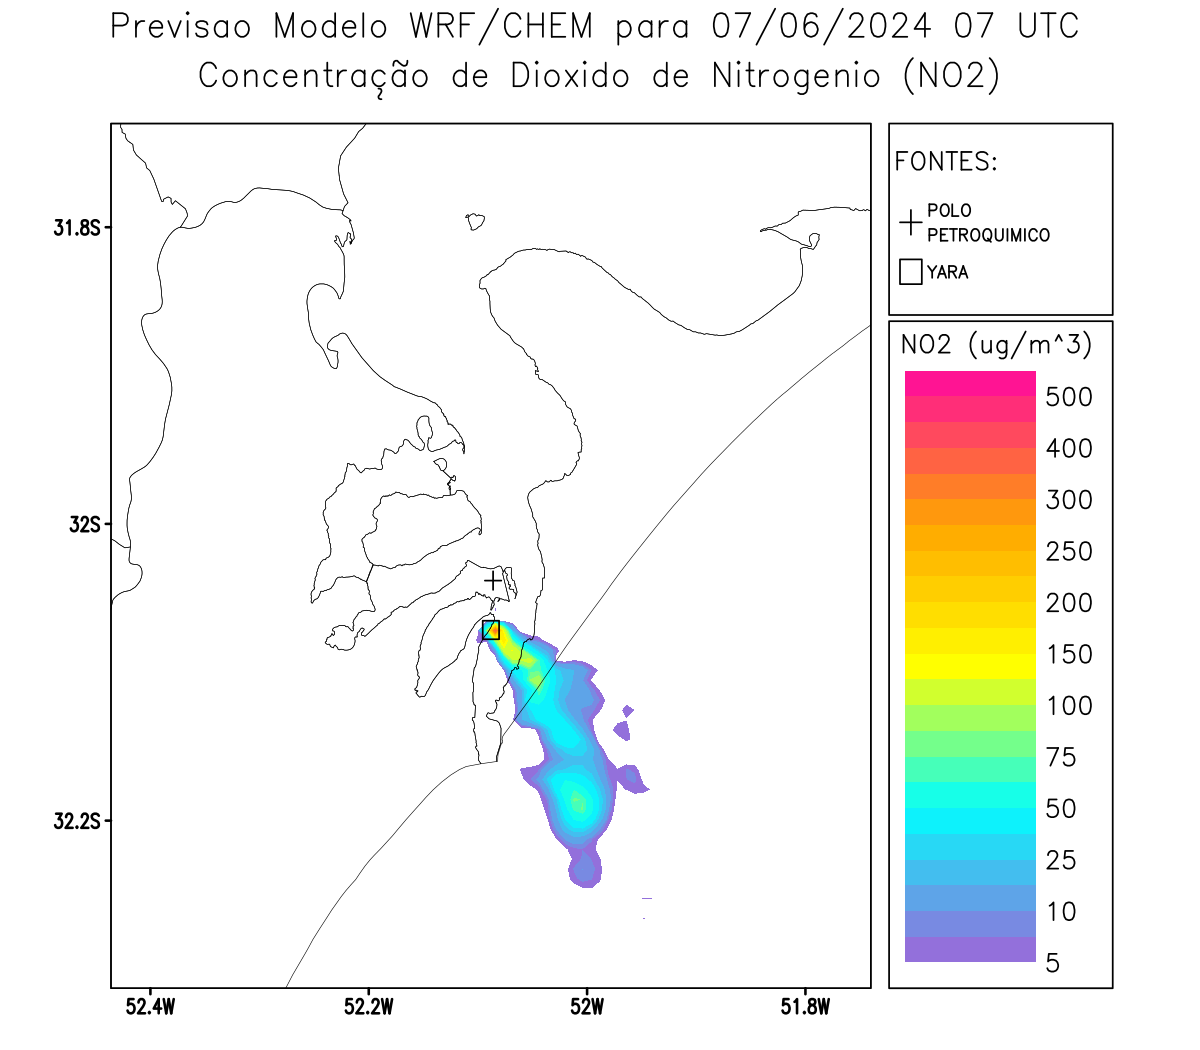 Previsao Modelo WRF/CHEM para 07/06/2024 07 UTC
Concentração de Dioxido de Nitrogenio (NO2)
FONTES:
POLO
PETROQUIMICO
YARA
NO2 (ug/m^3)
500
400
300
250
200
150
100
75
50
25
10
5
31.8S
32S
32.2S
52.4W
52.2W
52W
51.8W